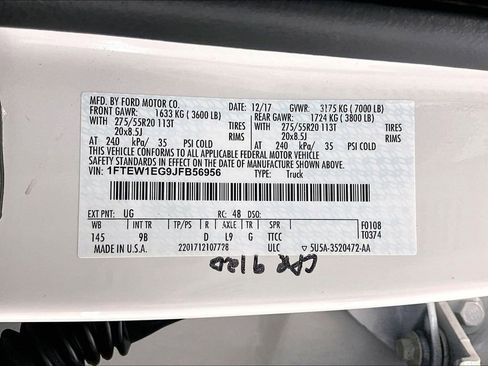 MFD. BY FORD MOTOR CO. DATE: 12/17 GVWR: 3175 KG (7000 LB)
FRONT GAWR: 1633 KG (3600 LB) REAR GAWR: 1724 KG (3800 LB)
WITH 275/55R20 113T TIRES WITH 275/55R20 113T TIRES
20x8.5J RIMS 20x8.5J RIMS
AT 240 kPa/ 35 PSI COLD AT 240 kPa/ 35 PSI COLD
THIS VEHICLE CONFORMS TO ALL APPLICABLE FEDERAL MOTOR VEHICLE
SAFETY STANDARDS IN EFFECT ON THE DATE OF MANUFACTURE SHOWN ABOVE.
VIN: 1FTEW1EG9JFB56956 TYPE: Truck
EXT PNT: UG RC: 48 DSO: F0108
WB INT TR TP/PS R AXLE TR SPR T0374
145 9B D L9 G TTCC
MADE IN U.S.A. 2201712107728 ULC 5U5A-3520472-AA